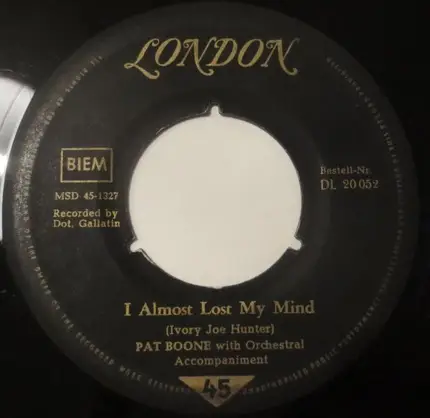 LONDON
BIEM
MSD 45-1327
Recorded by
Dot, Gallatin
Bestell-Nr.
DL 20 052
I Almost Lost My Mind
(Ivory Joe Hunter)
PAT BOONE with Orchestral
Accompaniment
45